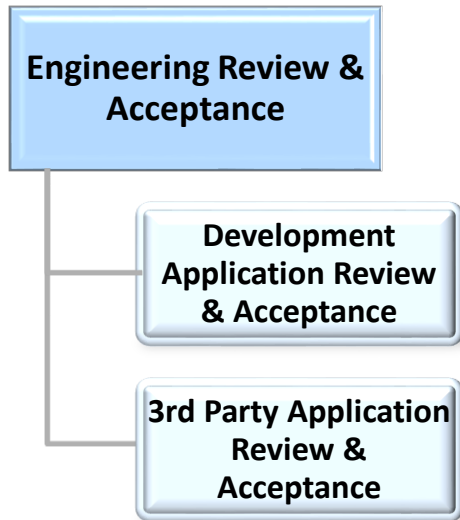 Engineering Review &
Acceptance
Development
Application Review
& Acceptance
3rd Party Application
Review &
Acceptance